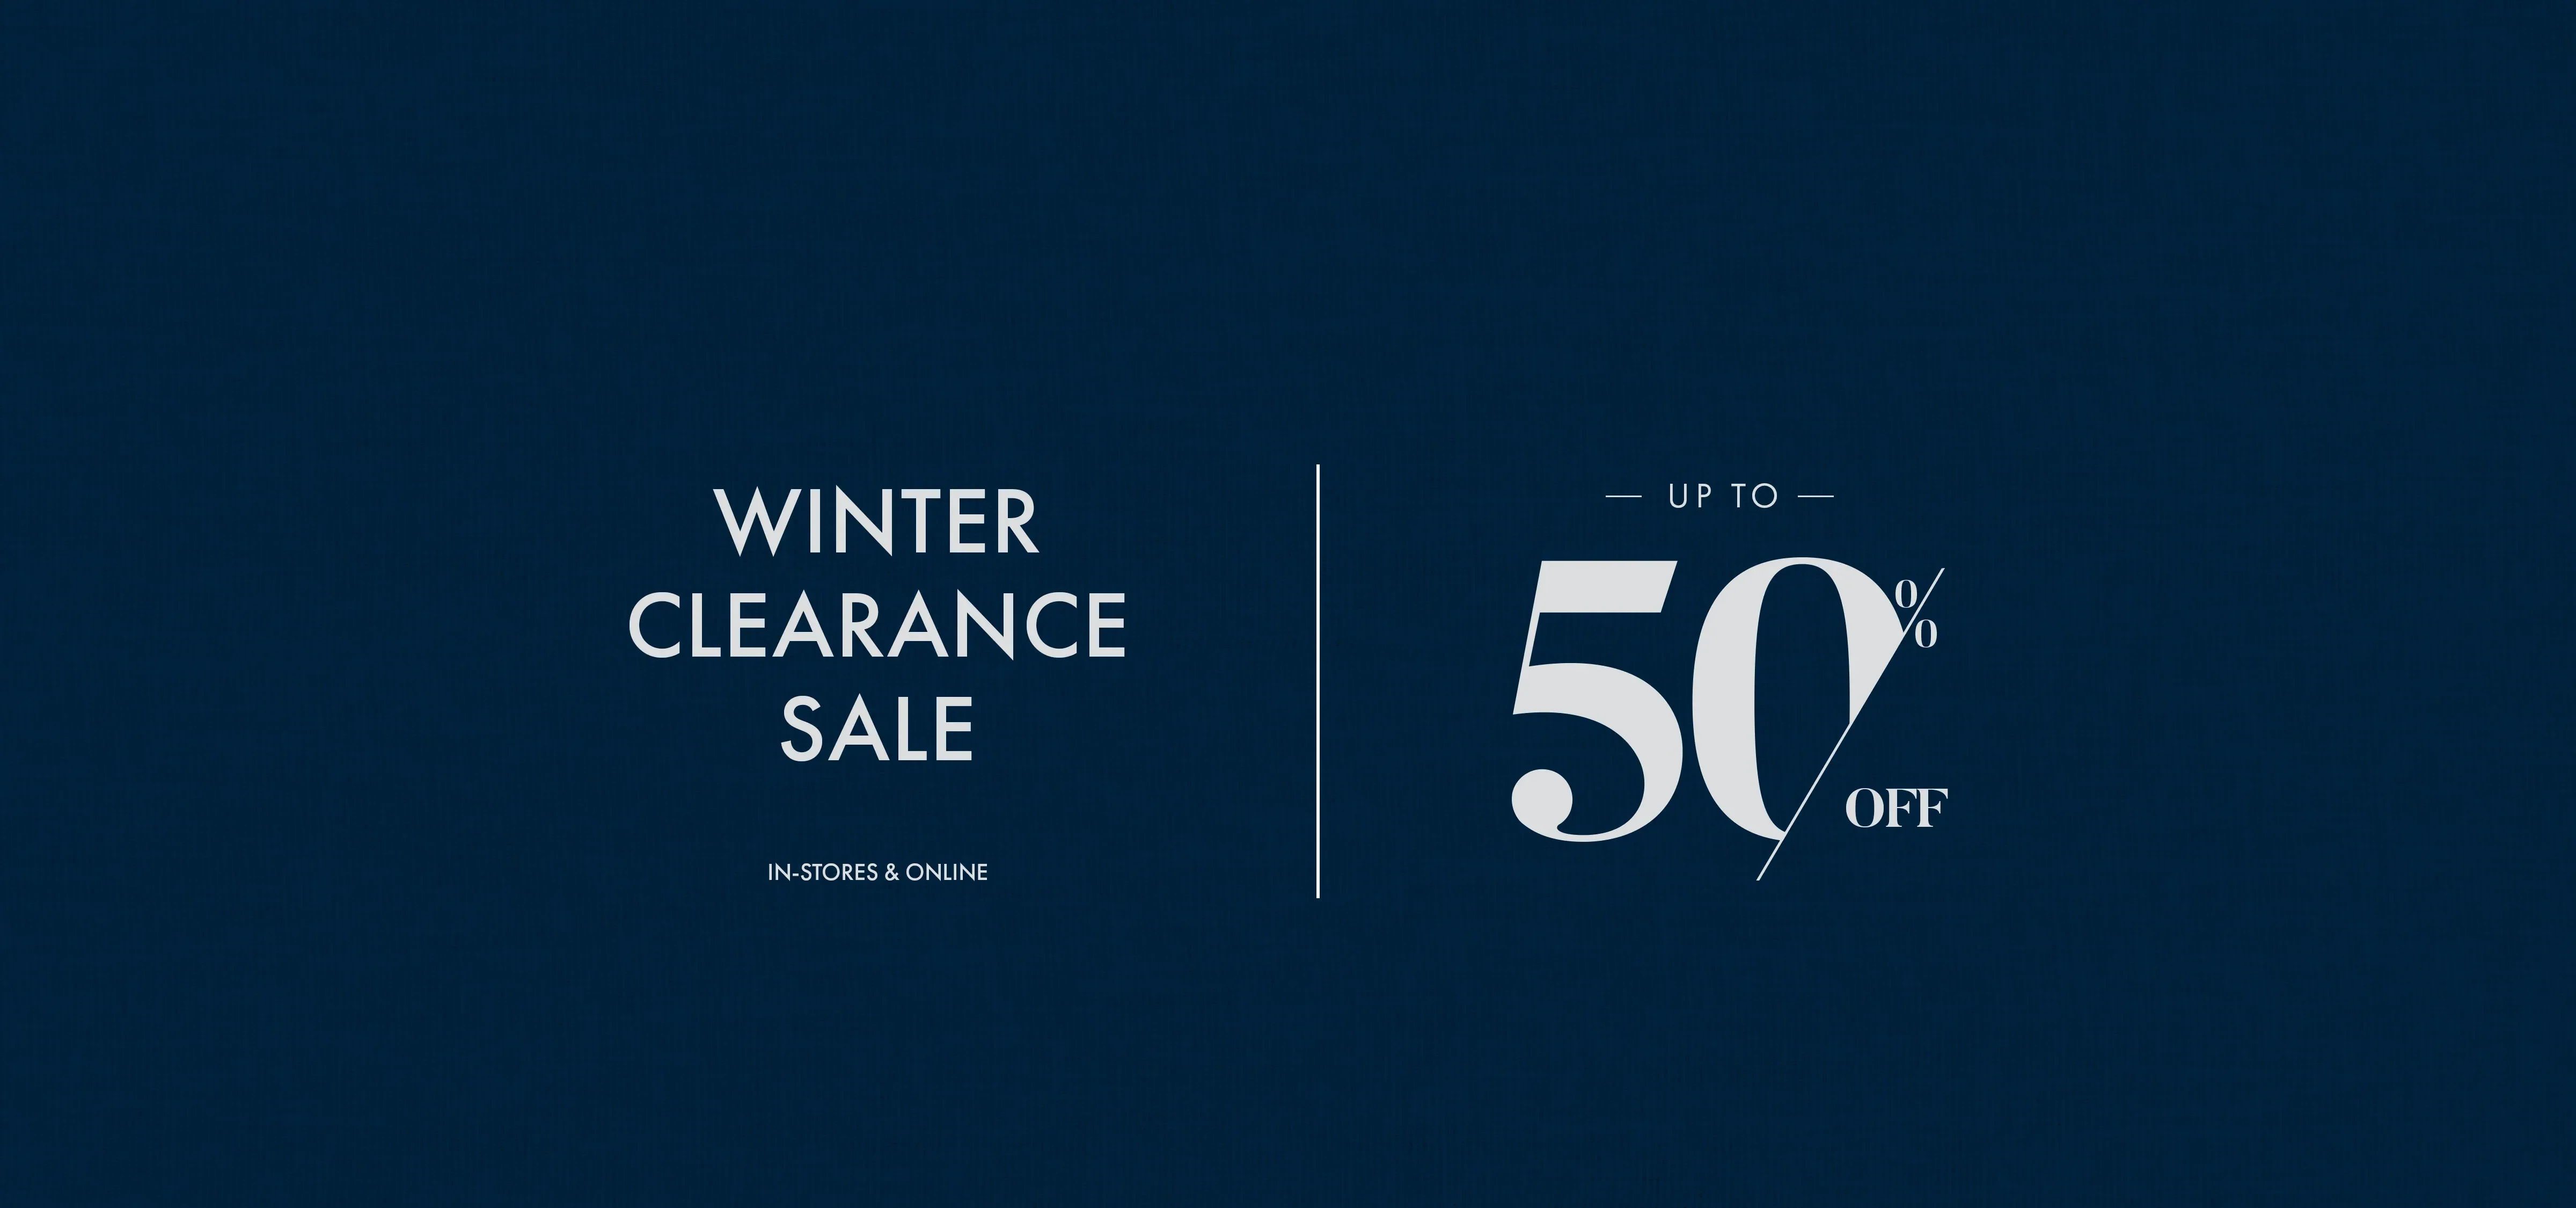 WINTER
CLEARANCE
SALE
IN-STORES & ONLINE
UP TO
50%
OFF